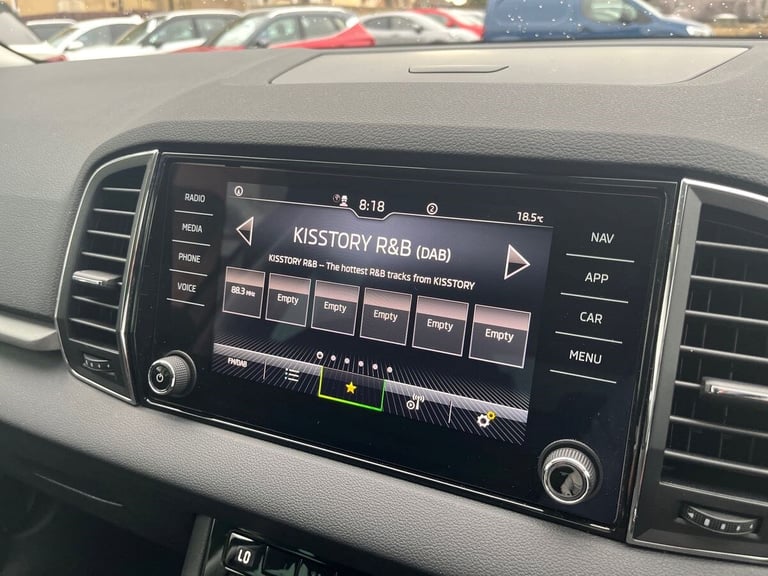 RADIO
MEDIA
PHONE
VOICE
8:18
2
18.5°C
KISSTORY R&B (DAB)
KISSTORY R&B – The hottest R&B tracks from KISSTORY
88.3 MHz
Empty
Empty
Empty
Empty
Empty
FM/DAB
NAV
APP
CAR
MENU
LO